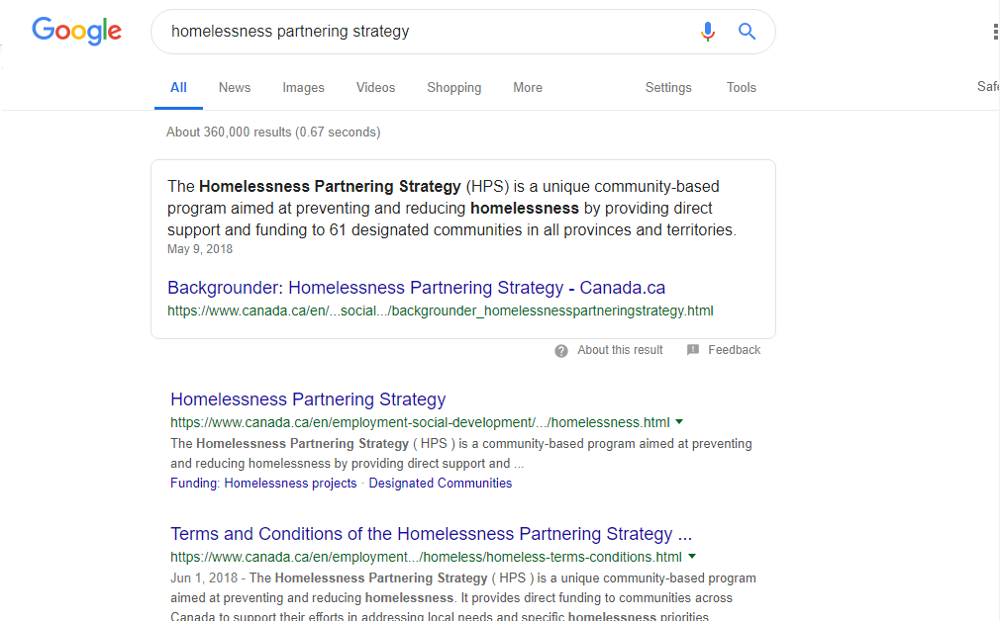 Google
homelessness partnering strategy
All News Images Videos Shopping More Settings Tools
Safe
About 360,000 results (0.67 seconds)
The Homelessness Partnering Strategy (HPS) is a unique community-based
program aimed at preventing and reducing homelessness by providing direct
support and funding to 61 designated communities in all provinces and territories.
May 9, 2018
Backgrounder: Homelessness Partnering Strategy - Canada.ca
https://www.canada.ca/en/...social.../backgrounder_homelessnesspartneringstrategy.html
About this result Feedback
Homelessness Partnering Strategy
https://www.canada.ca/en/employment-social-development/.../homelessness.html
The Homelessness Partnering Strategy ( HPS ) is a community-based program aimed at preventing
and reducing homelessness by providing direct support and ...
Funding: Homelessness projects · Designated Communities
Terms and Conditions of the Homelessness Partnering Strategy ...
https://www.canada.ca/en/employment.../homeless/homeless-terms-conditions.html
Jun 1, 2018 - The Homelessness Partnering Strategy ( HPS ) is a unique community-based program
aimed at preventing and reducing homelessness. It provides direct funding to communities across
Canada to support their efforts in addressing local needs and specific homelessness priorities